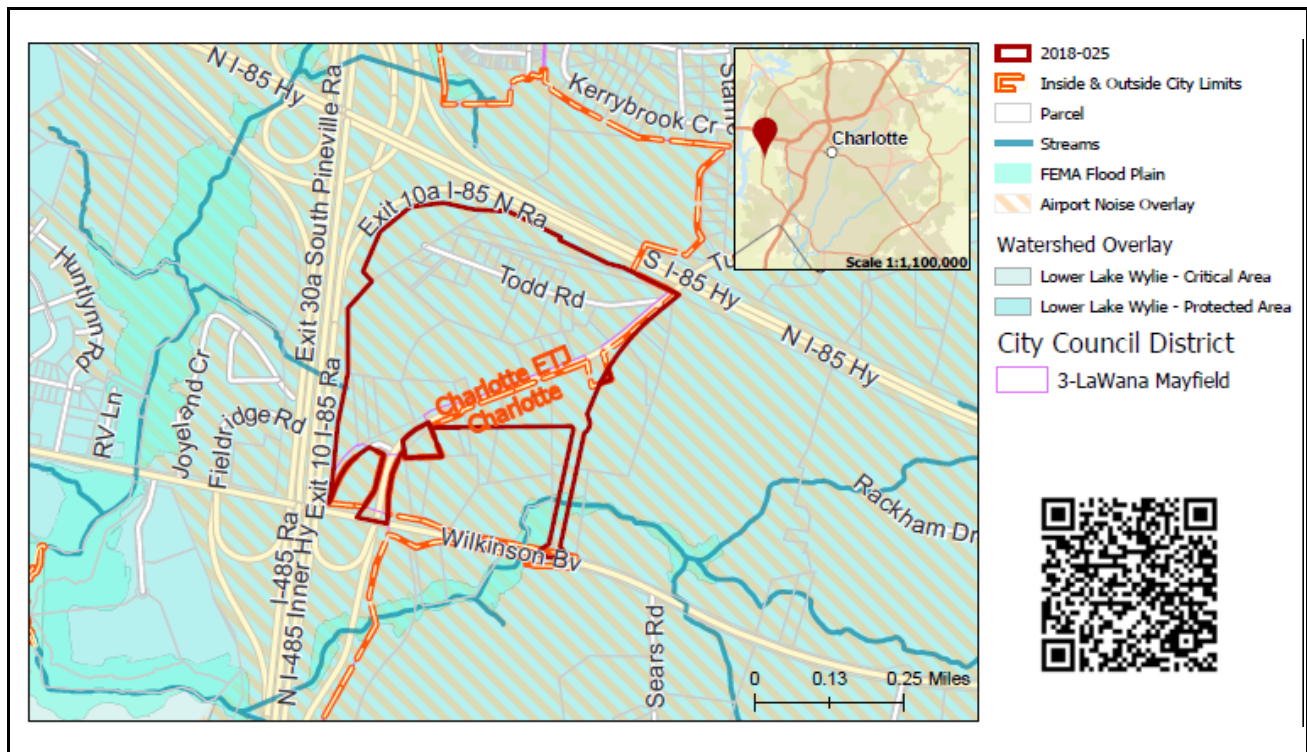 N I-85 Hy
Exit 30a South Pineville Ra
Kerrybrook Cr
Charlotte
Scale 1:1,100,000
Exit 10a I-85 N Ra
S I-85 Hy
Todd Rd
N I-85 Hy
Huntlynn Rd
RV Ln
Joyeland Cr
Fieldridge Rd
Exit 10 I-85 Ra
Charlotte ETJ
Charlotte
Rackham Dr
Wilkinson Bv
I-485 Ra
N I-485 Inner Hy
Sears Rd
0 0.13 0.25 Miles
2018-025
Inside & Outside City Limits
Parcel
Streams
FEMA Flood Plain
Airport Noise Overlay
Watershed Overlay
Lower Lake Wylie - Critical Area
Lower Lake Wylie - Protected Area
City Council District
3-LaWana Mayfield